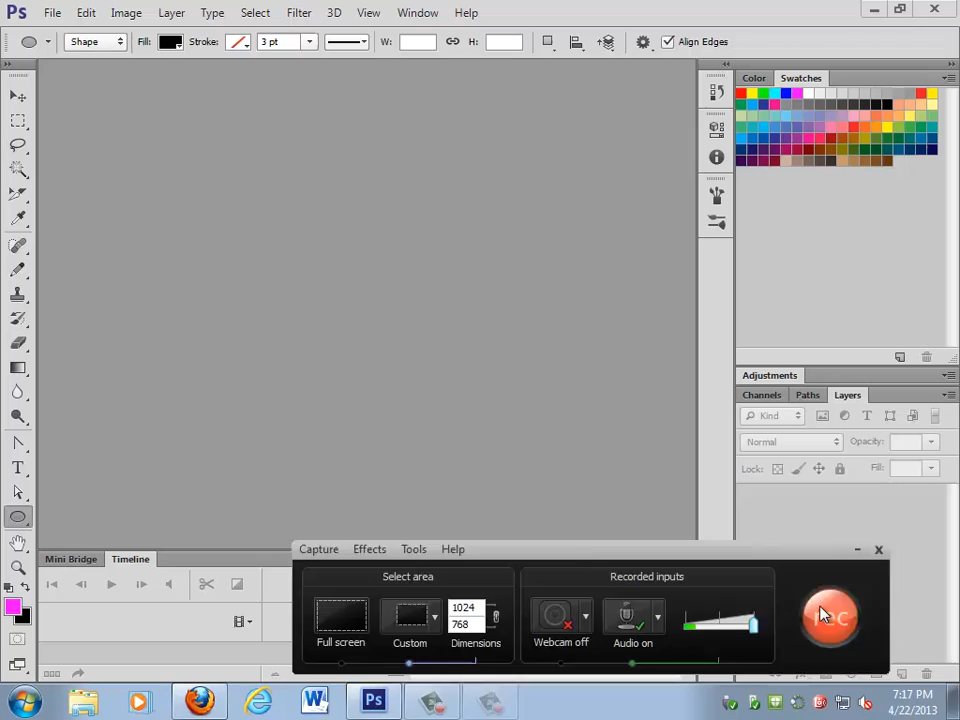 Ps File Edit Image Layer Type Select Filter 3D View Window Help
Shape Fill: Stroke: 3 pt W: H: Align Edges
Color Swatches
Adjustments
Channels Paths Layers
Kind
Normal Opacity:
Lock: Fill:
Mini Bridge Timeline
Capture Effects Tools Help
Select area Recorded inputs
1024
768
rec
Full screen Custom Dimensions Webcam off Audio on
W Ps
7:17 PM
4/22/2013